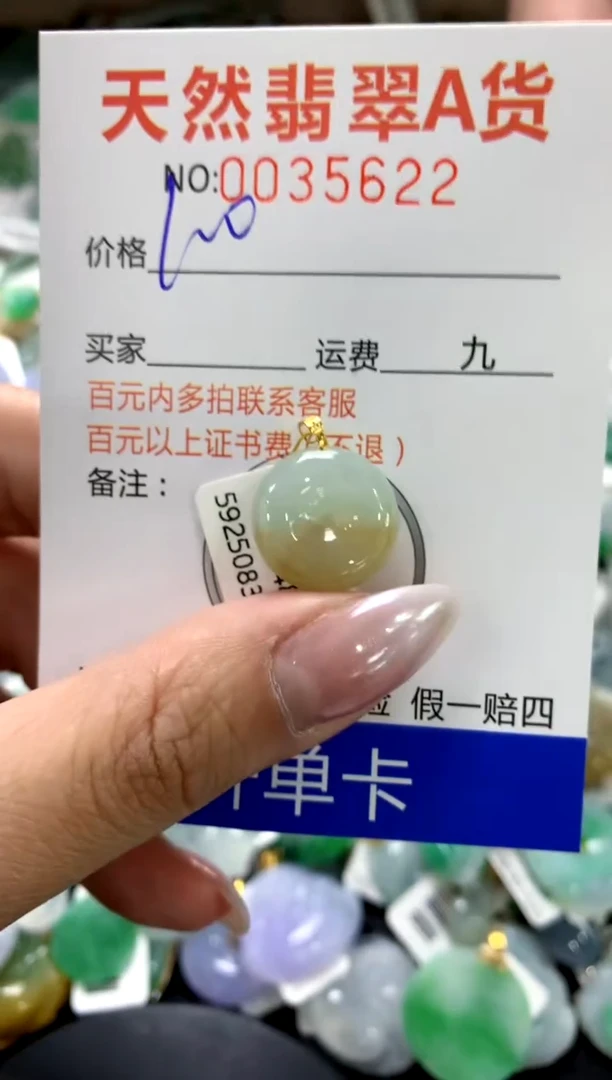 天然翡翠A货
NO:0035622
价格
买家 运费 九
百元内多拍联系客服
百元以上证书费 不退）
备注：
5925083
假一赔四
单卡